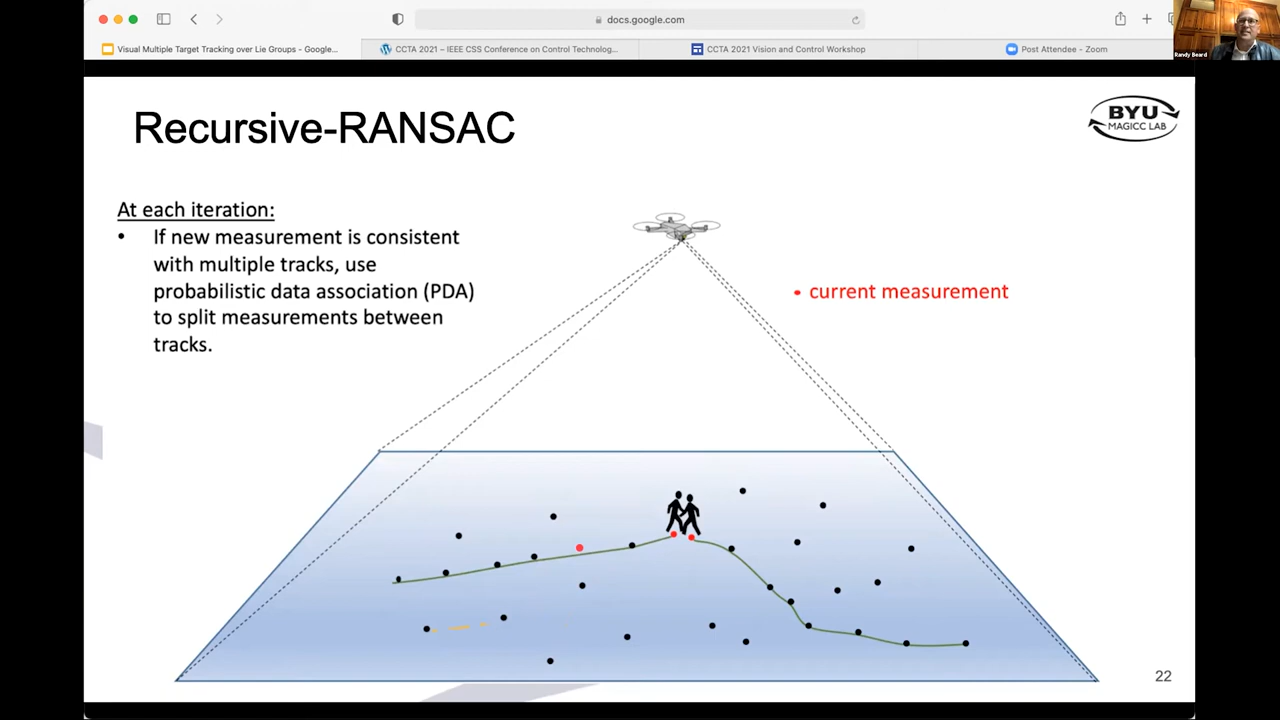 docs.google.com
Visual Multiple Target Tracking over Lie Groups - Google...
CCTA 2021 – IEEE CSS Conference on Control Technolog...
CCTA 2021 Vision and Control Workshop
Post Attendee - Zoom
Randy Beard
Recursive-RANSAC
BYU
MAGICC LAB
At each iteration:
• If new measurement is consistent
with multiple tracks, use
probabilistic data association (PDA)
to split measurements between
tracks.
• current measurement
22